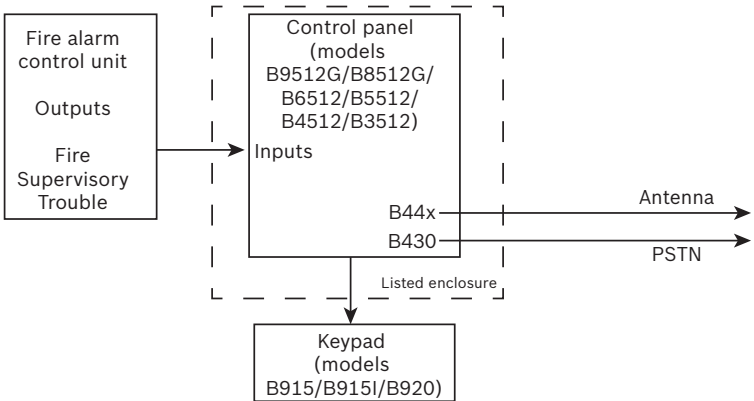 Fire alarm
control unit
Outputs
Fire
Supervisory
Trouble
Control panel
(models
B9512G/B8512G/
B6512/B5512/
B4512/B3512)
Inputs
B44x
B430
Antenna
PSTN
Listed enclosure
Keypad
(models
B915/B915I/B920)